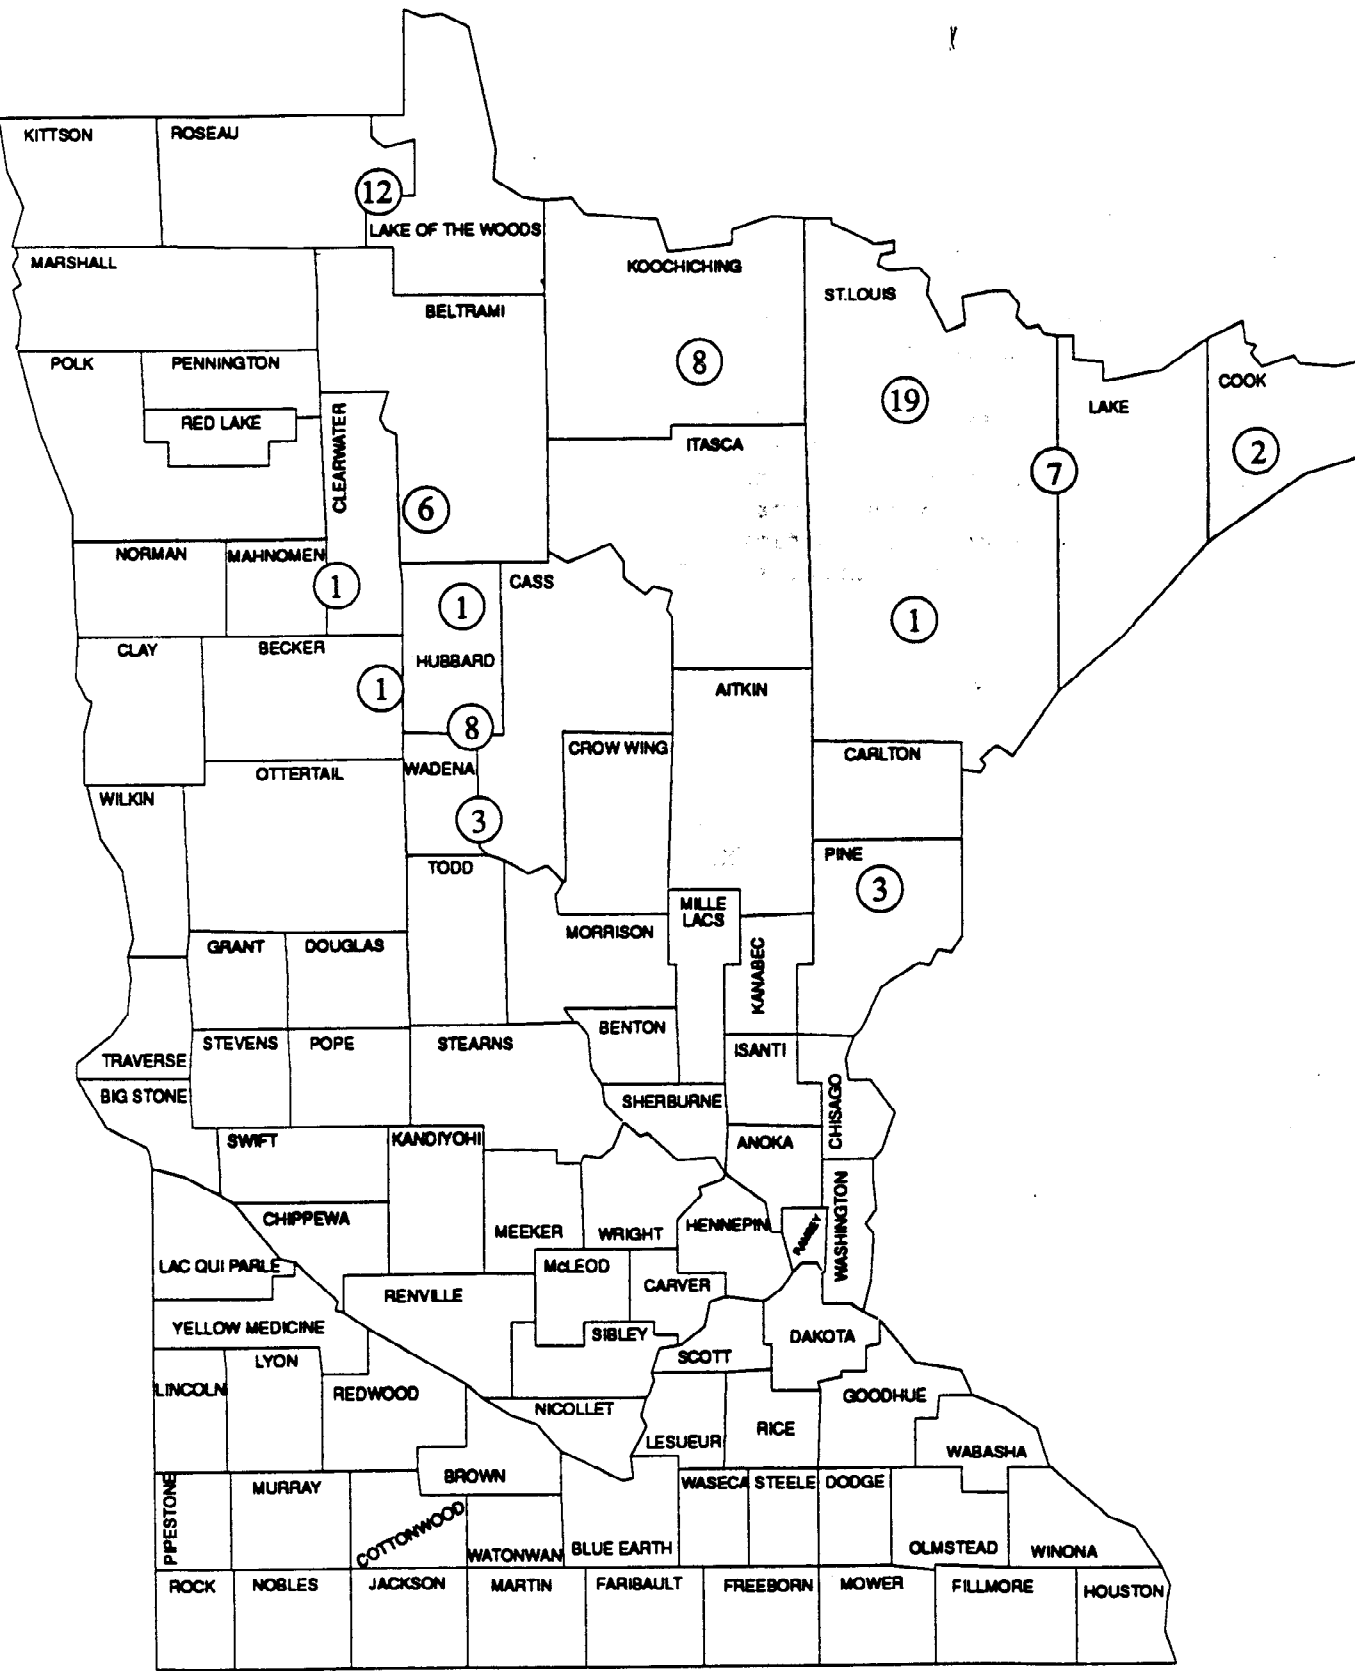 KITTSON
ROSEAU
12
LAKE OF THE WOODS
MARSHALL
KOOCHICHING
ST.LOUIS
BELTRAMI
POLK
PENNINGTON
8
COOK
19
LAKE
RED LAKE
CLEARWATER
ITASCA
2
7
6
NORMAN
MAHNOMEN
1
CASS
1
1
CLAY
BECKER
HUBBARD
1
AITKIN
8
CROW WING
CARLTON
OTTERTAIL
WADENA
WILKIN
3
PINE
TODD
3
MILLE
LACS
MORRISON
GRANT
DOUGLAS
KANABEC
BENTON
STEVENS
POPE
STEARNS
ISANTI
TRAVERSE
BIG STONE
SHERBURNE
CHISAGO
SWIFT
KANDIYOHI
ANOKA
CHIPPEWA
MEEKER
WRIGHT
HENNEPIN
RAMSEY
WASHINGTON
LAC QUI PARLE
McLEOD
CARVER
RENVILLE
YELLOW MEDICINE
SIBLEY
DAKOTA
LYON
SCOTT
LINCOLN
REDWOOD
GOODHUE
NICOLLET
RICE
LESUEUR
WABASHA
BROWN
PIPESTONE
MURRAY
WASECA
STEELE
DODGE
COTTONWOOD
WATONWAN
BLUE EARTH
OLMSTEAD
WINONA
ROCK
NOBLES
JACKSON
MARTIN
FARIBAULT
FREEBORN
MOWER
FILLMORE
HOUSTON